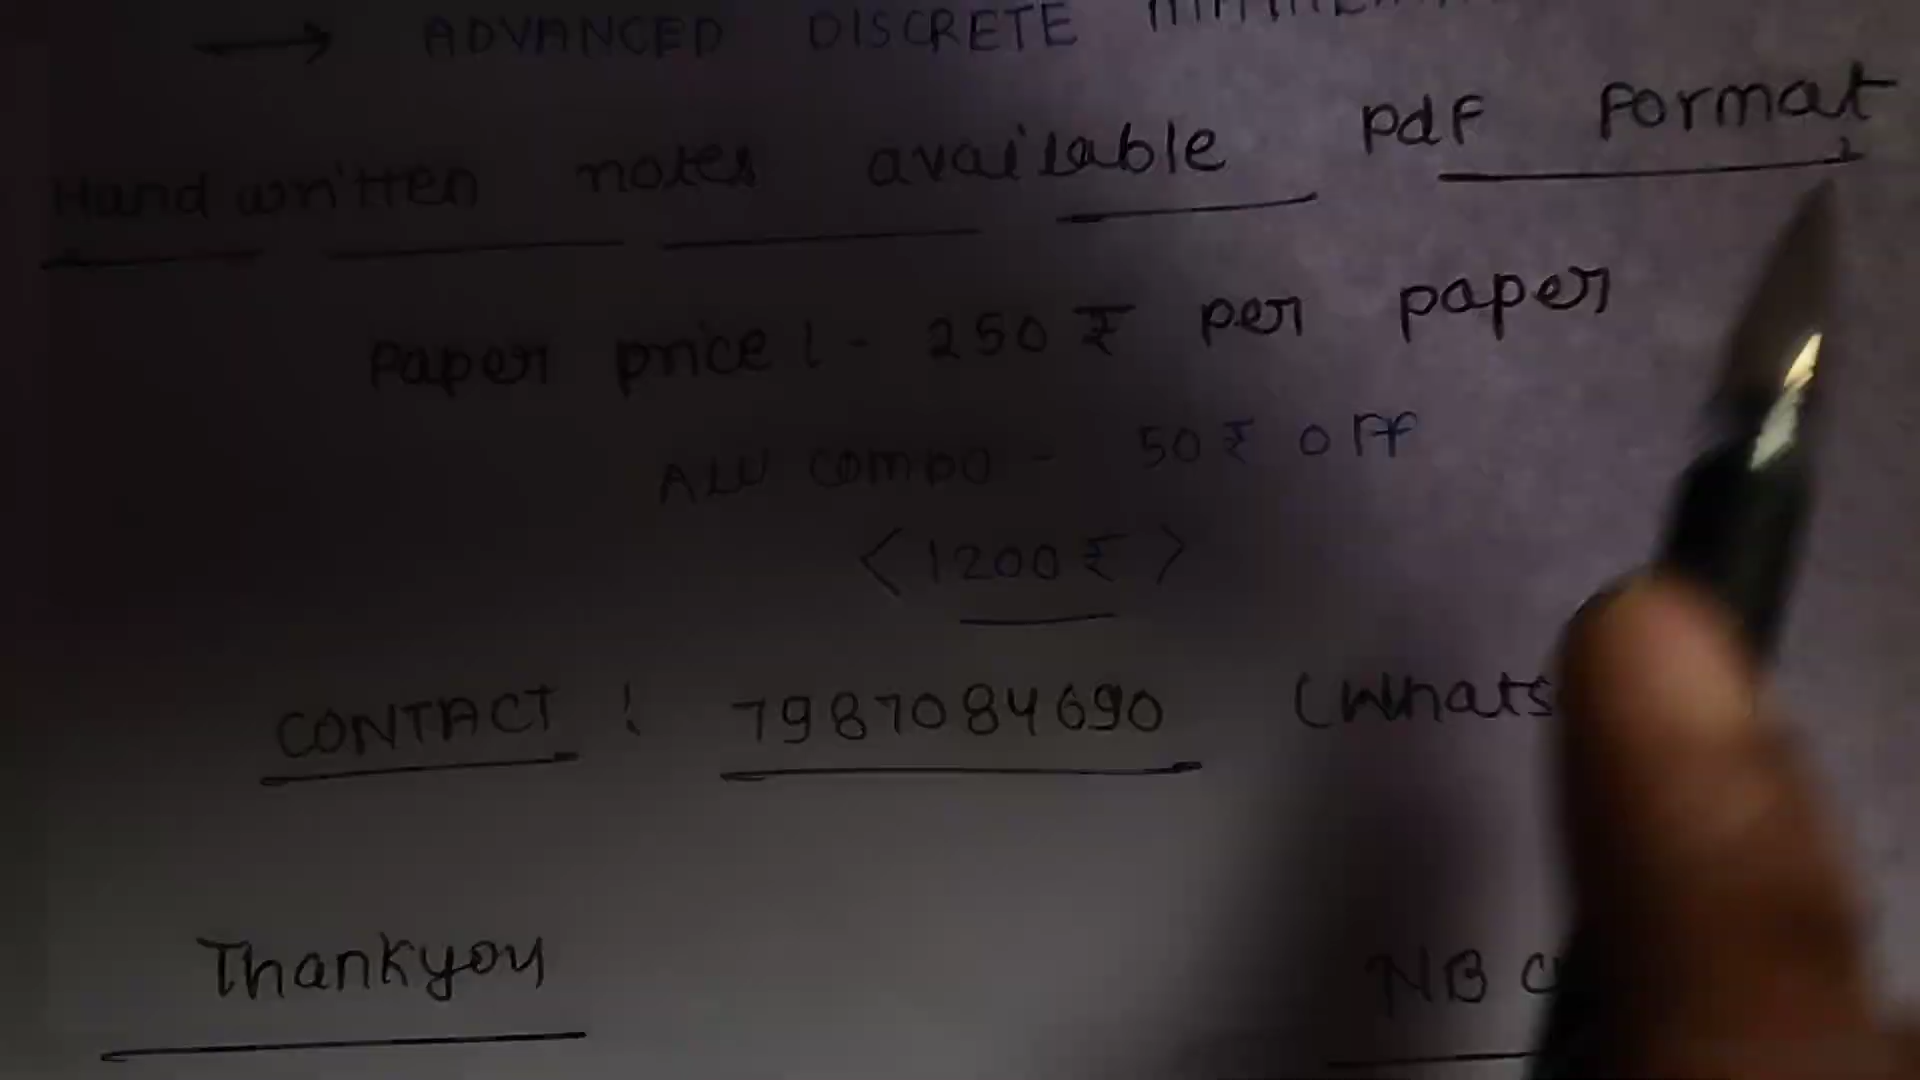 → ADVANCED DISCRETE
Hand written notes available pdf format
Paper price :- 250 ₹ per paper
ALL combo - 50 ₹ off
<1200 ₹>
CONTACT : 7987084690 (Whats
Thankyou
NB